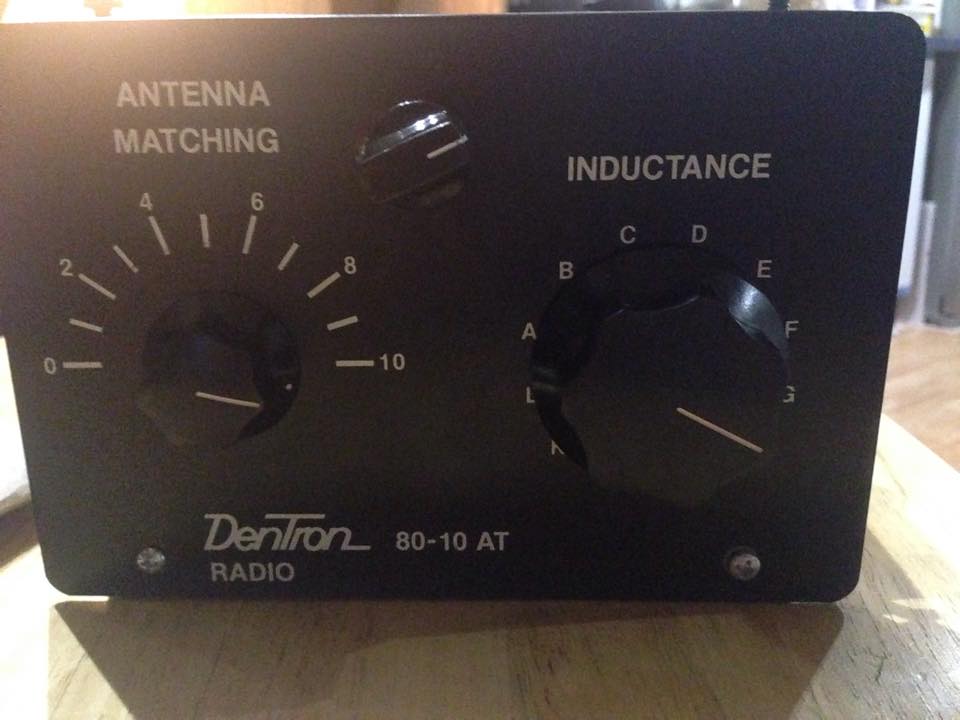 ANTENNA
MATCHING
INDUCTANCE
0
2
4
6
8
10
A
B
C
D
E
F
G
DenTron 80-10 AT
RADIO